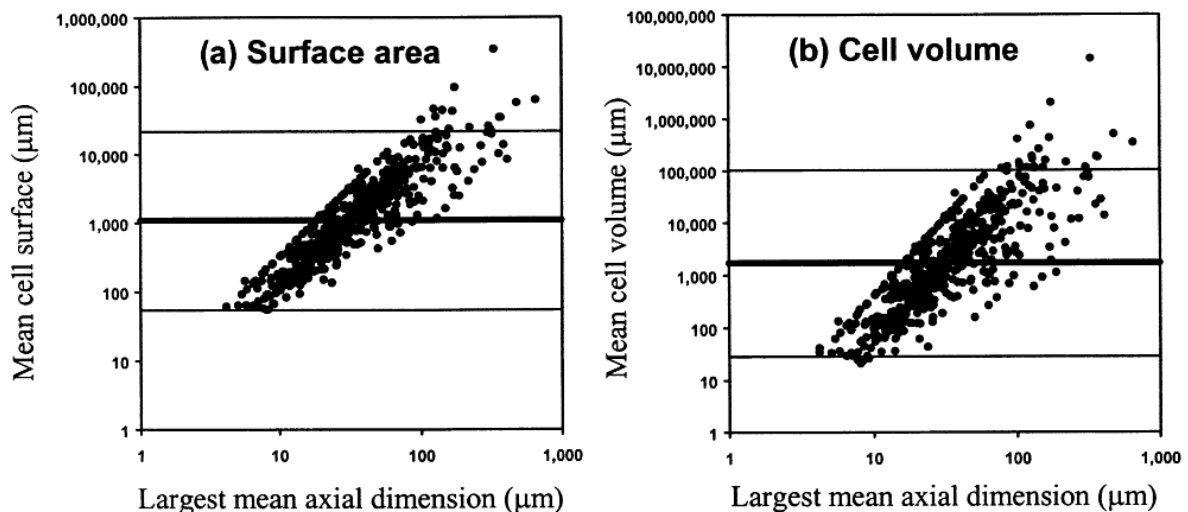 (a) Surface area
Mean cell surface (μm)
1,000,000
100,000
10,000
1,000
100
10
1
1 10 100 1,000
Largest mean axial dimension (μm)
(b) Cell volume
Mean cell volume (μm)
100,000,000
10,000,000
1,000,000
100,000
10,000
1,000
100
10
1
1 10 100 1,000
Largest mean axial dimension (μm)